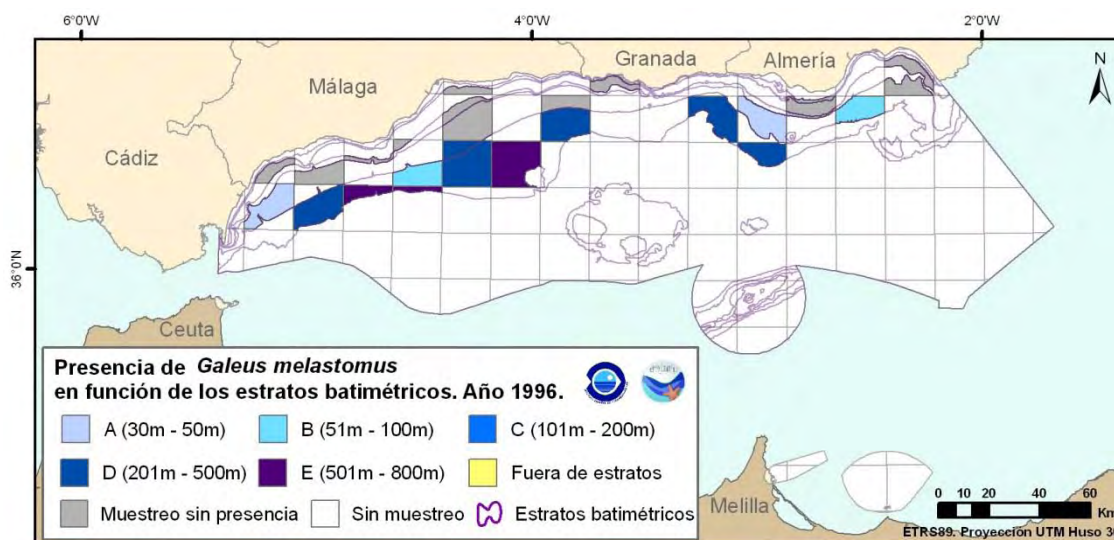 6°0'W 4°0'W 2°0'W
Granada Almería
N
Málaga
Cádiz
36°0'N
Ceuta
Presencia de Galeus melastomus
en función de los estratos batimétricos. Año 1996.
A (30m - 50m) B (51m - 100m) C (101m - 200m)
D (201m - 500m) E (501m - 800m) Fuera de estratos
Muestreo sin presencia Sin muestreo Estratos batimétricos
Melilla
0 10 20 40 60
Km
ETRS89. Proyección UTM Huso 3